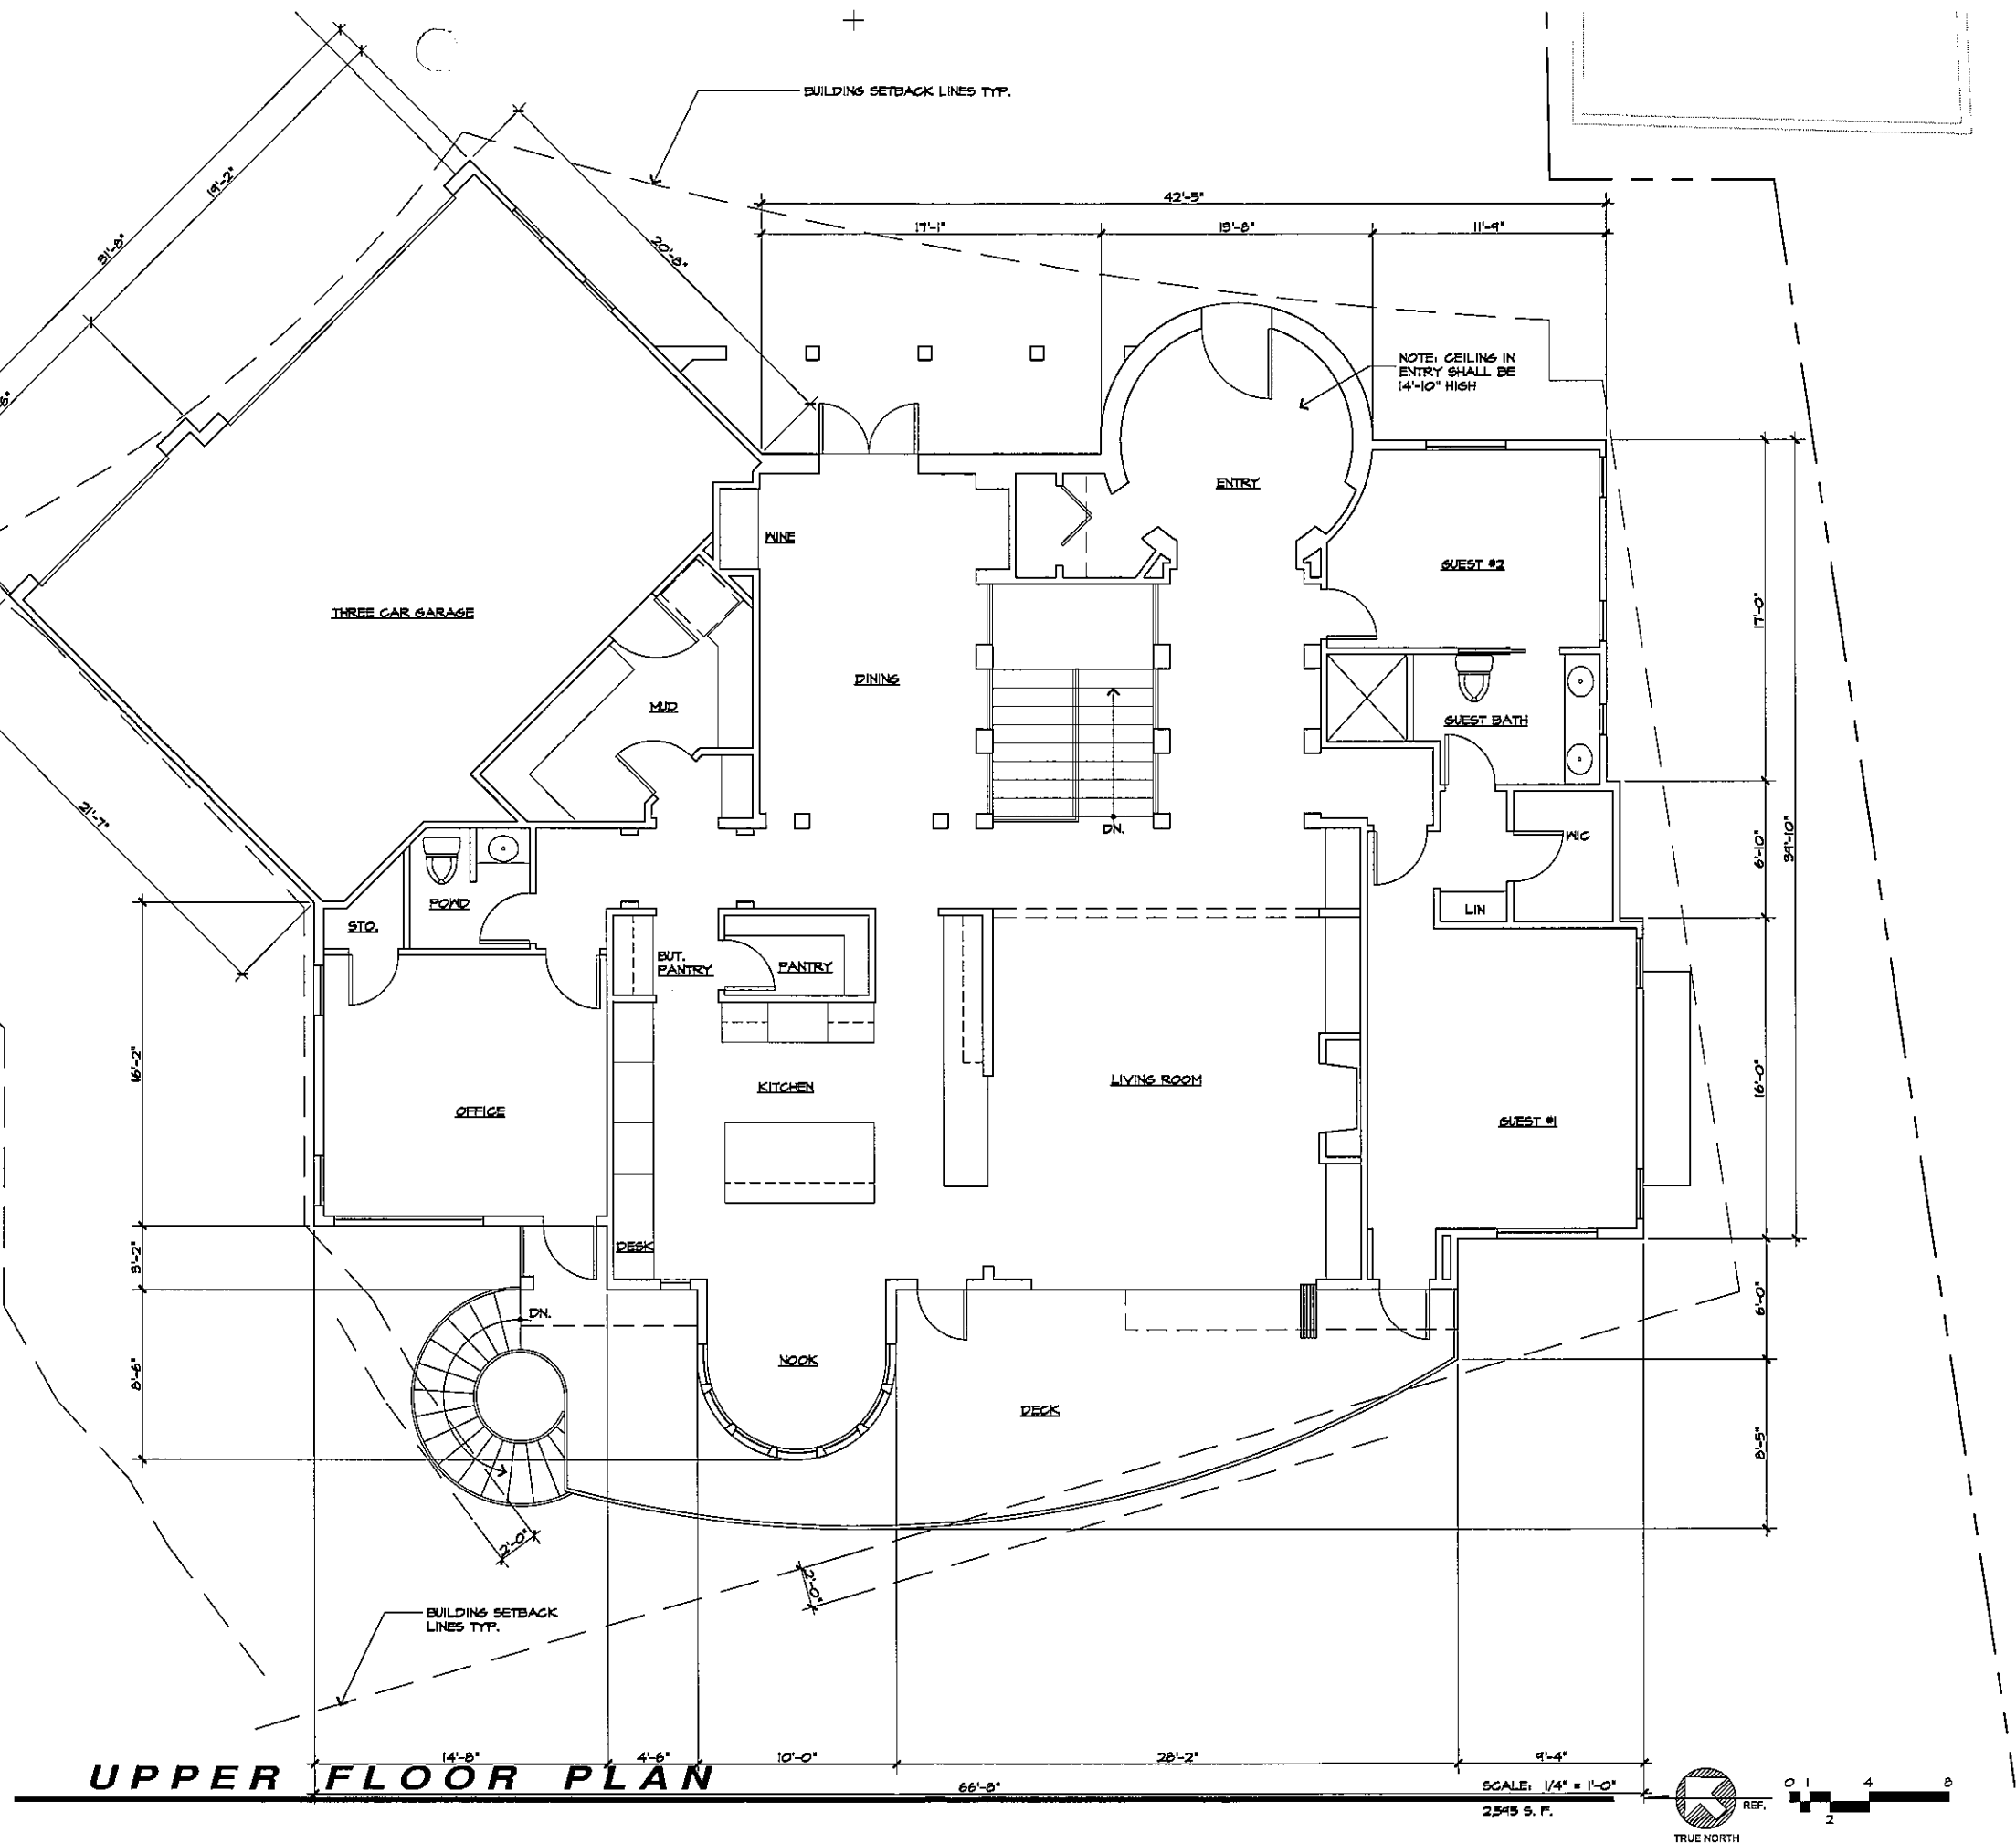 BUILDING SETBACK LINES TYP.
42'-5"
17'-1"
13'-8"
11'-9"
19'-2"
31'-8"
20'-8"
NOTE: CEILING IN
ENTRY SHALL BE
14'-10" HIGH
ENTRY
WINE
GUEST #2
THREE CAR GARAGE
17'-0"
DINING
MUD
GUEST BATH
21'-7"
DN.
WIC
6'-10"
39'-10"
POWD
LIN
STO.
BUT.
PANTRY
PANTRY
16'-2"
KITCHEN
LIVING ROOM
16'-0"
OFFICE
GUEST #1
DESK
3'-2"
DN.
6'-0"
NOOK
8'-6"
DECK
8'-5"
2'-0"
2'-0"
BUILDING SETBACK
LINES TYP.
14'-8"
4'-6"
10'-0"
28'-2"
9'-4"
UPPER FLOOR PLAN
66'-8"
SCALE: 1/4" = 1'-0"
2,593 S. F.
REF.
TRUE NORTH
0 1 4 8
2